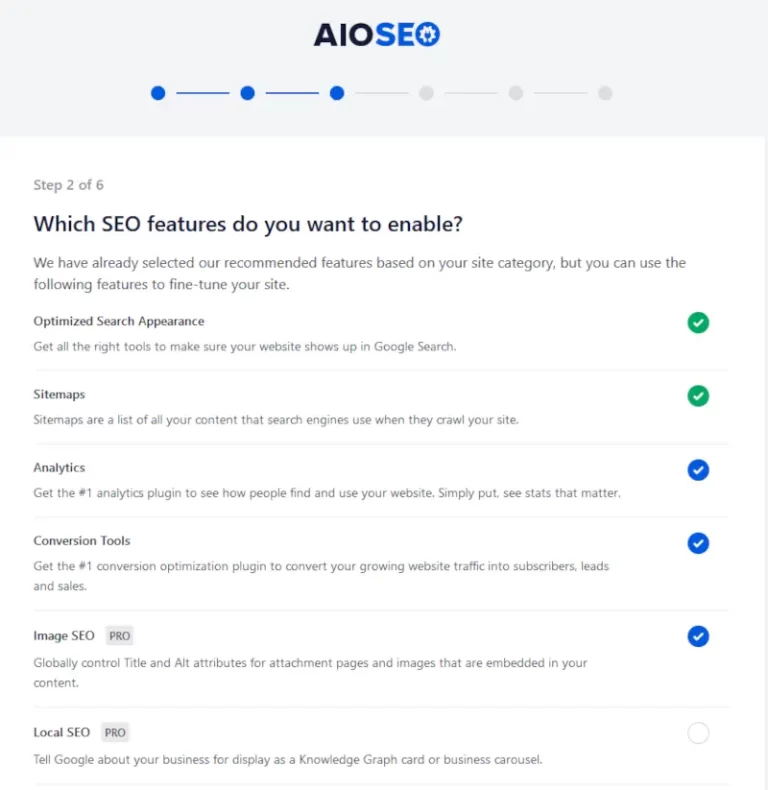 AIOSEO
Step 2 of 6
Which SEO features do you want to enable?
We have already selected our recommended features based on your site category, but you can use the
following features to fine-tune your site.
Optimized Search Appearance
Get all the right tools to make sure your website shows up in Google Search.
Sitemaps
Sitemaps are a list of all your content that search engines use when they crawl your site.
Analytics
Get the #1 analytics plugin to see how people find and use your website. Simply put, see stats that matter.
Conversion Tools
Get the #1 conversion optimization plugin to convert your growing website traffic into subscribers, leads
and sales.
Image SEO PRO
Globally control Title and Alt attributes for attachment pages and images that are embedded in your
content.
Local SEO PRO
Tell Google about your business for display as a Knowledge Graph card or business carousel.